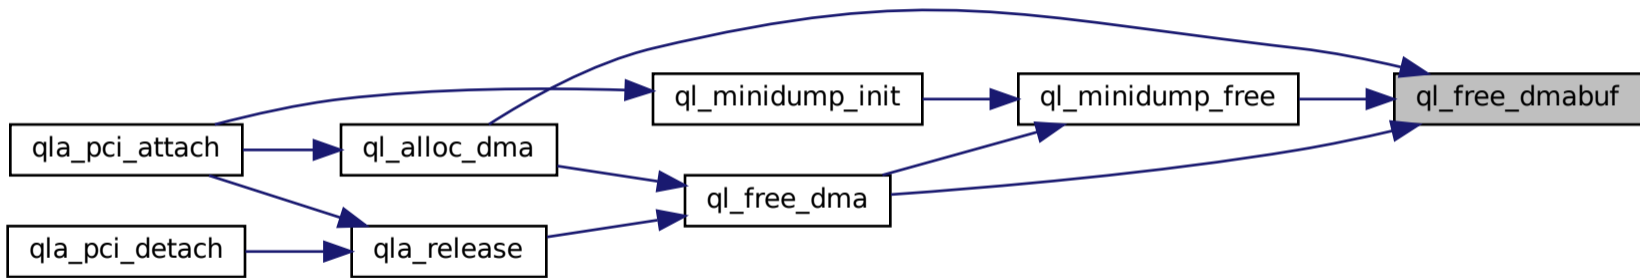 ql_minidump_init
ql_minidump_free
ql_free_dmabuf
qla_pci_attach
ql_alloc_dma
ql_free_dma
qla_pci_detach
qla_release